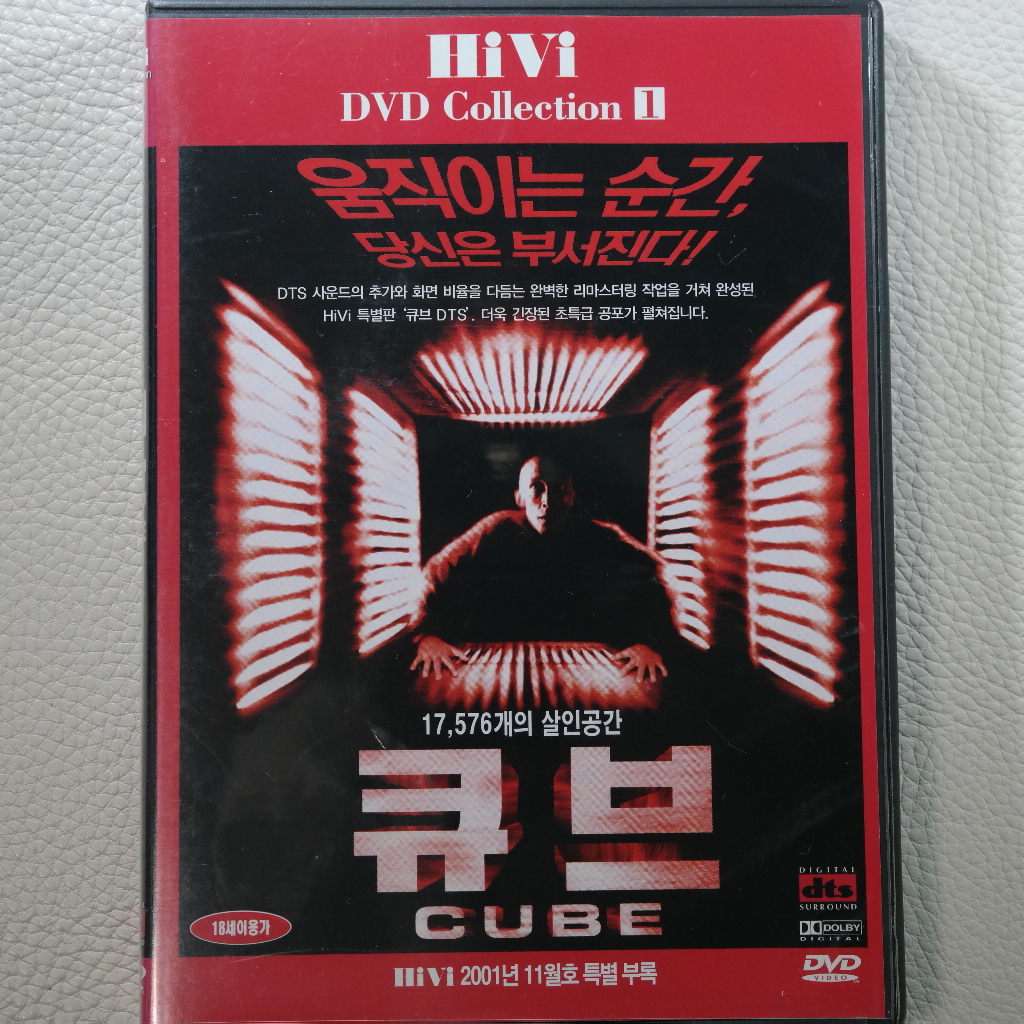 HiVi
DVD Collection 1
움직이는 순간,
당신은 부서진다!
DTS 사운드의 추가와 화면 비율을 다듬는 완벽한 리마스터링 작업을 거쳐 완성된
HiVi 특별판 '큐브 DTS'. 더욱 긴장된 초특급 공포가 펼쳐집니다.
17,576개의 살인공간
큐브
CUBE
18세이용가
DIGITAL
dts
SURROUND
DOLBY
DIGITAL
HiVi 2001년 11월호 특별 부록
DVD
VIDEO